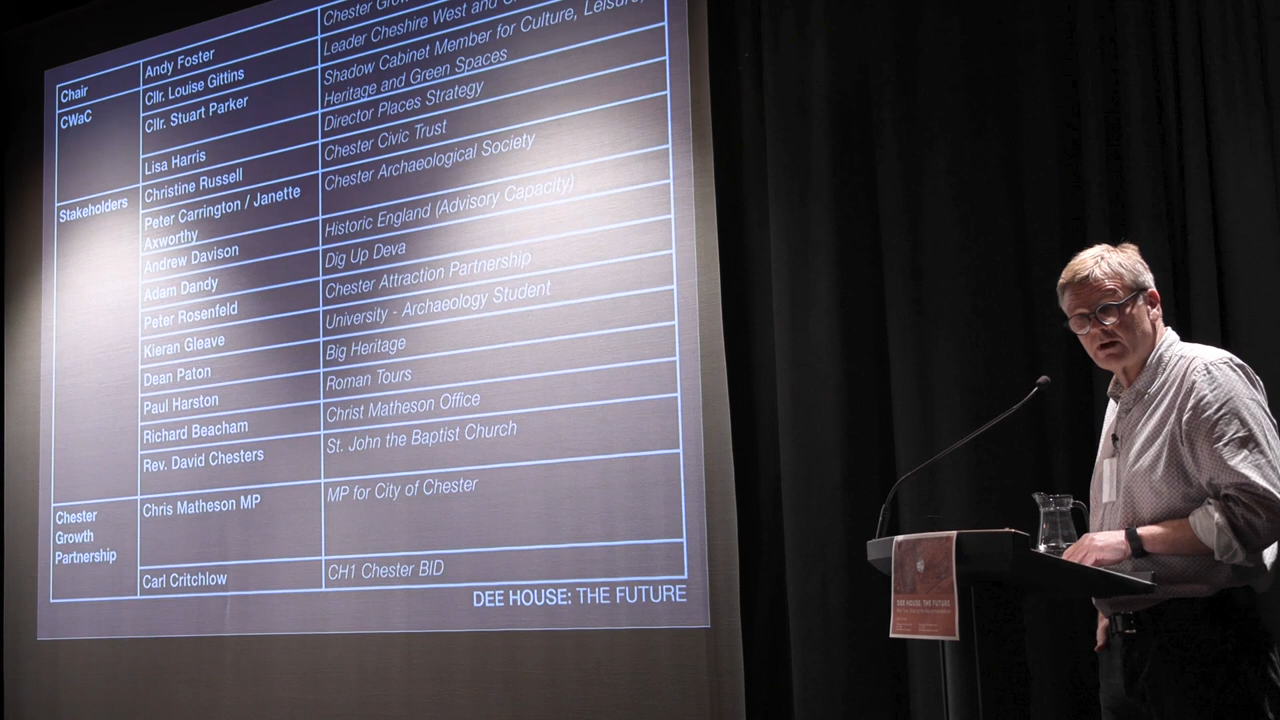 Chair
Andy Foster
Chester Grow
CWaC
Cllr. Louise Gittins
Leader Cheshire West and
Cllr. Stuart Parker
Shadow Cabinet Member for Culture, Leisure,
Heritage and Green Spaces
Lisa Harris
Director Places Strategy
Stakeholders
Christine Russell
Chester Civic Trust
Peter Carrington / Janette
Axworthy
Chester Archaeological Society
Andrew Davison
Historic England (Advisory Capacity)
Adam Dandy
Dig Up Deva
Peter Rosenfeld
Chester Attraction Partnership
Kieran Gleave
University - Archaeology Student
Dean Paton
Big Heritage
Paul Harston
Roman Tours
Richard Beacham
Christ Matheson Office
Rev. David Chesters
St. John the Baptist Church
Chester
Growth
Partnership
Chris Matheson MP
MP for City of Chester
Carl Critchlow
CH1 Chester BID
DEE HOUSE: THE FUTURE
DEE HOUSE: THE FUTURE